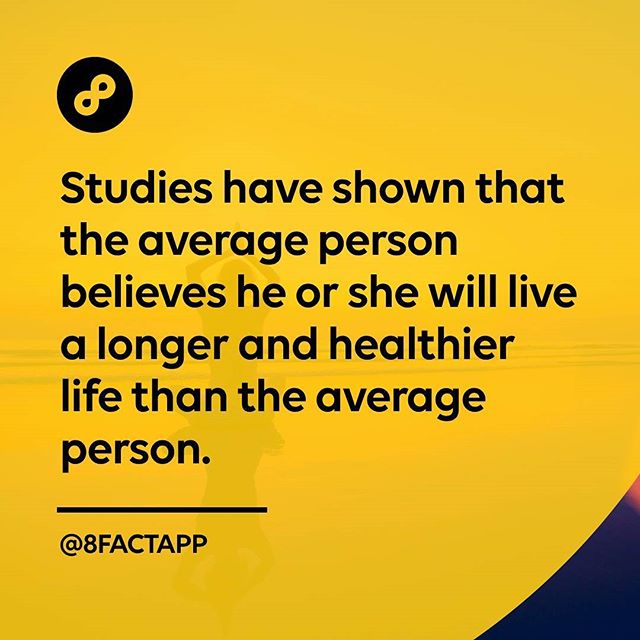 Studies have shown that
the average person
believes he or she will live
a longer and healthier
life than the average
person.
@8FACTAPP